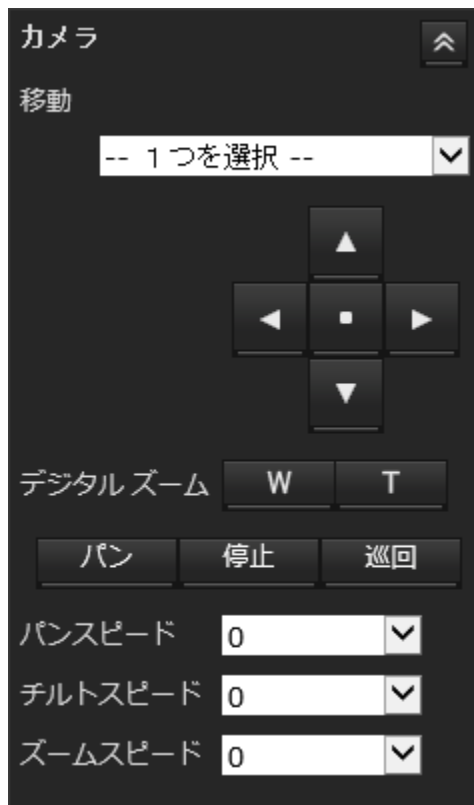 カメラ
移動
-- 1つを選択 --
デジタル ズーム W T
パン 停止 巡回
パンスピード 0
チルトスピード 0
ズームスピード 0